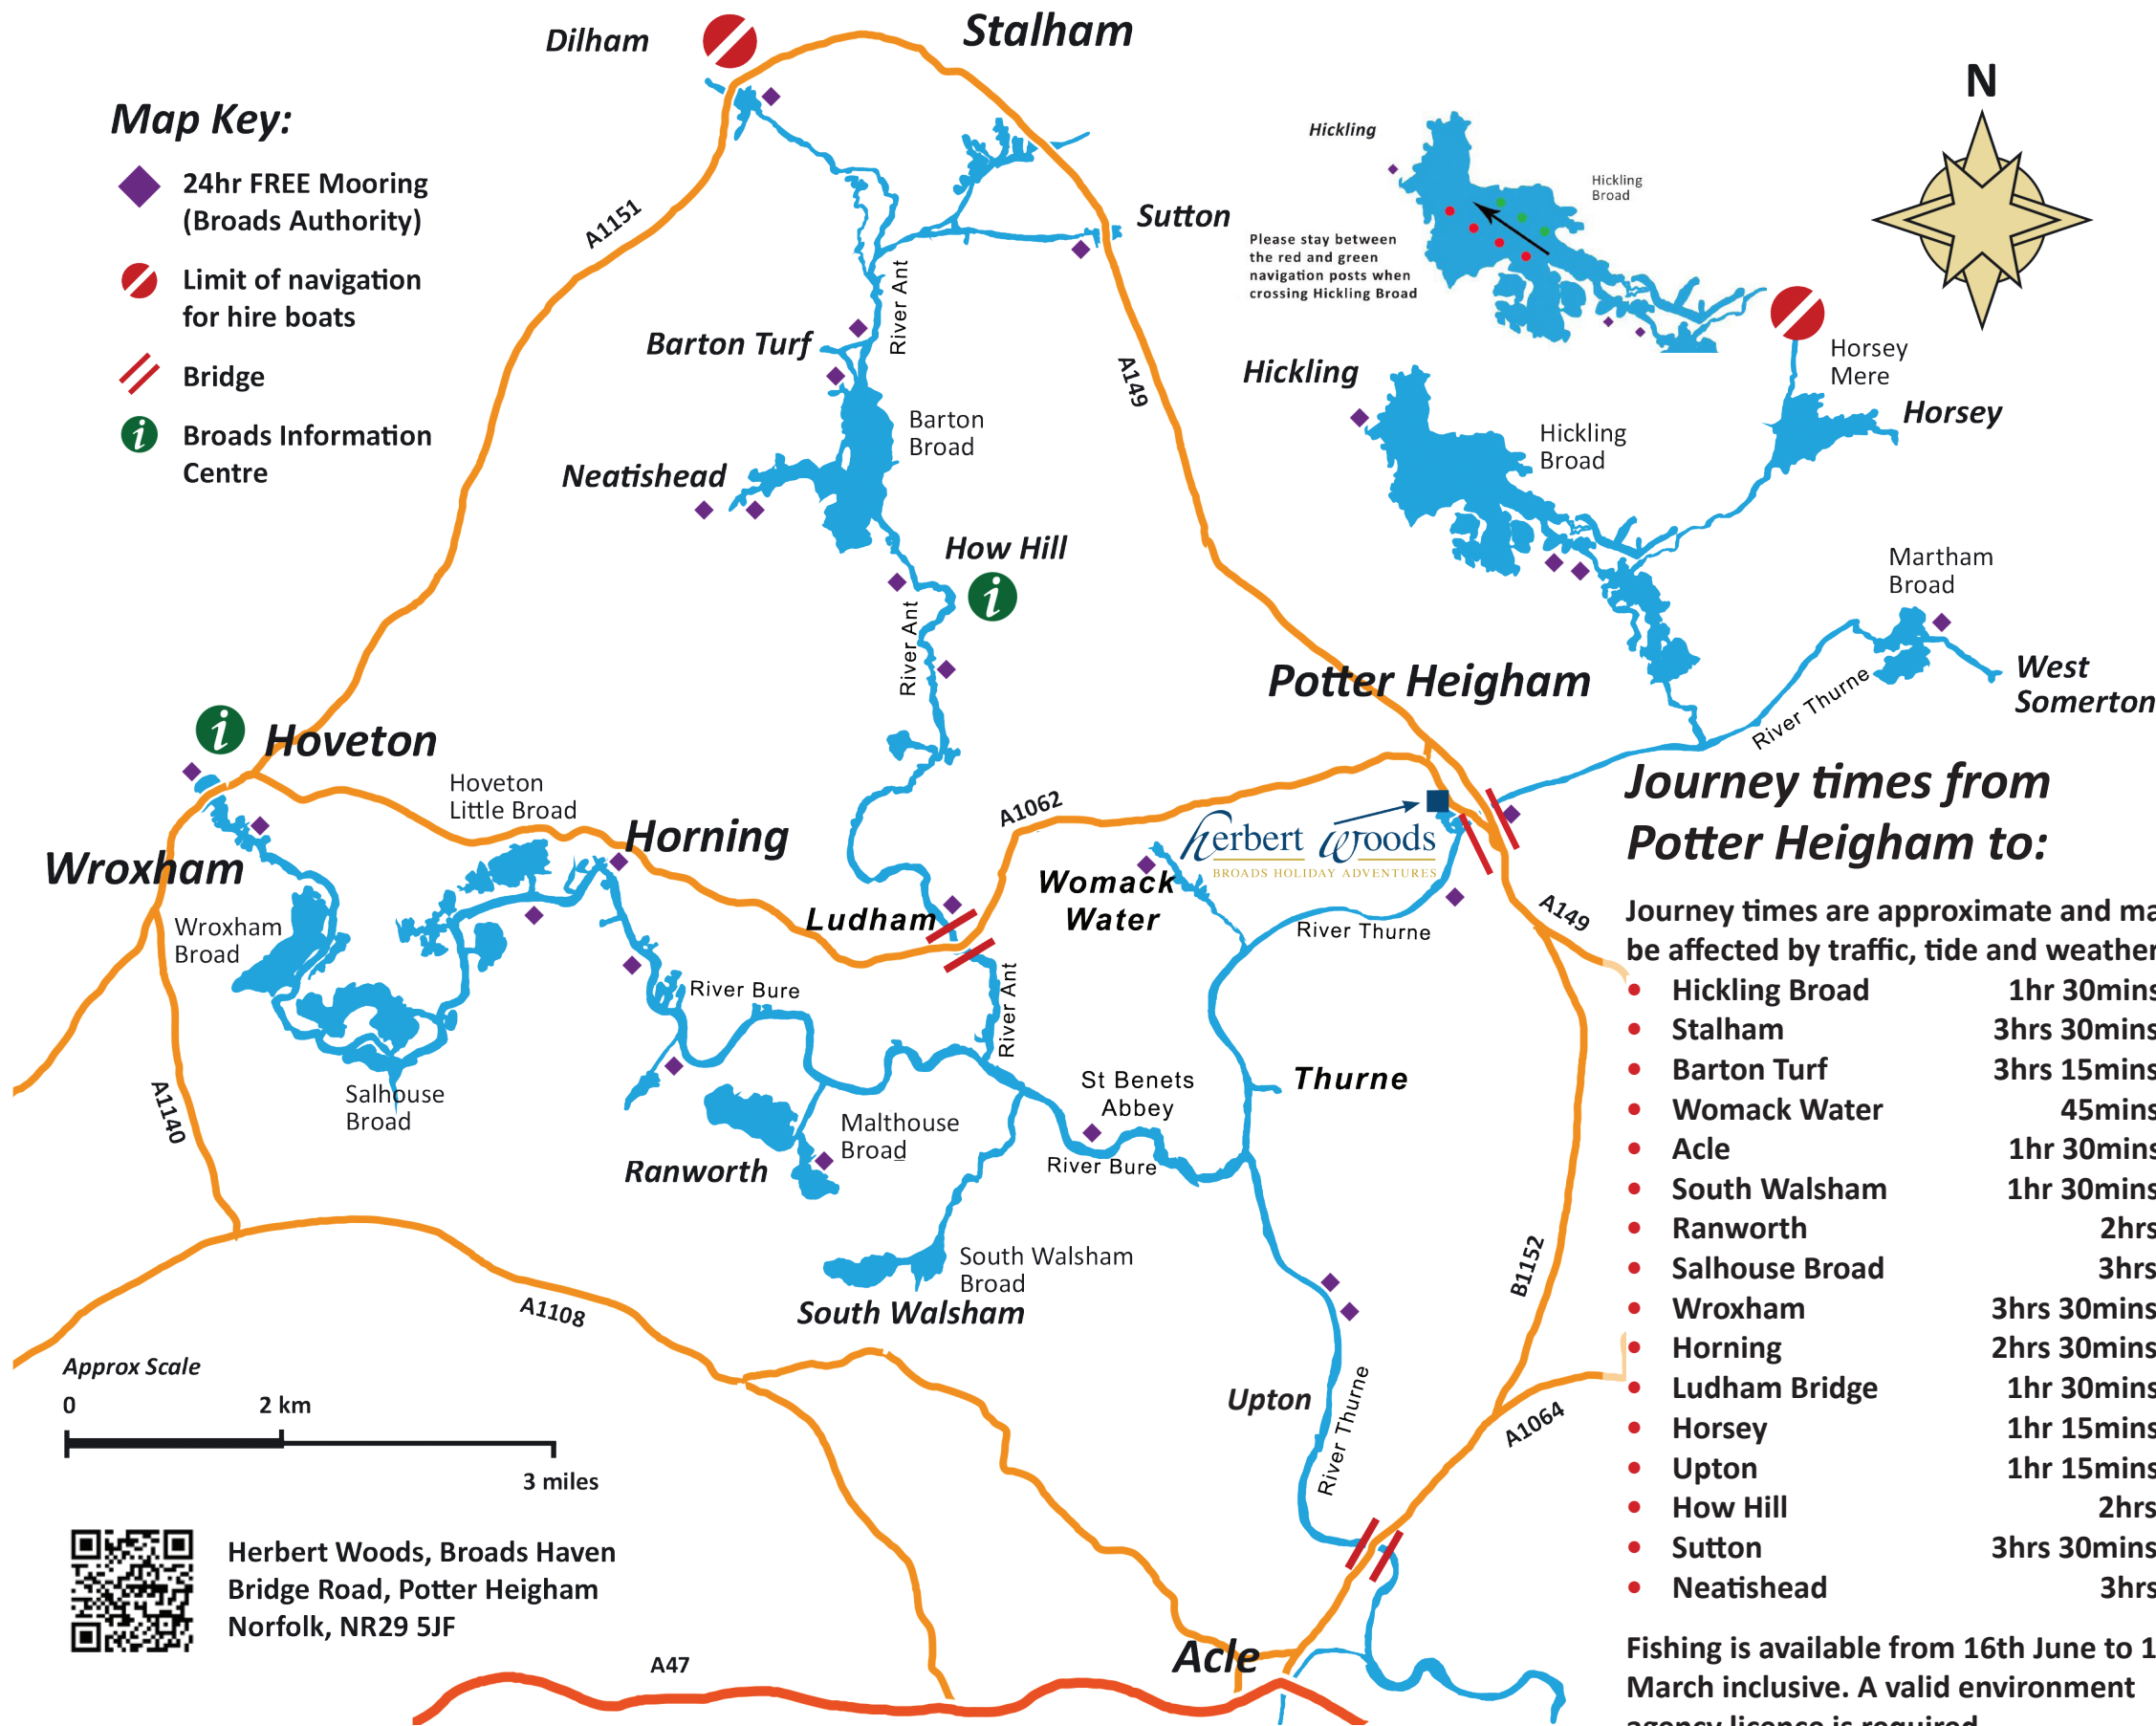 Dilham
Stalham
N
Map Key:
24hr FREE Mooring
(Broads Authority)
Limit of navigation
for hire boats
Bridge
Broads Information
Centre
A1151
Sutton
Hickling
Hickling
Broad
Please stay between
the red and green
navigation posts when
crossing Hickling Broad
River Ant
Barton Turf
A149
Horsey
Mere
Horsey
Hickling
Hickling
Broad
Barton
Broad
Neatishead
How Hill
River Ant
Martham
Broad
West
Somerton
River Thurne
Potter Heigham
Hoveton
Hoveton
Little Broad
Horning
Wroxham
Wroxham
Broad
A1062
Herbert Woods
BROADS HOLIDAY ADVENTURES
Womack
Water
Ludham
River Thurne
A149
River Bure
River Ant
A1140
Salhouse
Broad
St Benets
Abbey
Thurne
Malthouse
Broad
River Bure
Ranworth
South Walsham
Broad
South Walsham
B1152
A1108
Upton
River Thurne
A1064
Approx Scale
0
2 km
3 miles
Herbert Woods, Broads Haven
Bridge Road, Potter Heigham
Norfolk, NR29 5JF
A47
Acle
Journey times from
Potter Heigham to:
Journey times are approximate and
be affected by traffic, tide and weather
Hickling Broad 1hr 30mins
Stalham 3hrs 30mins
Barton Turf 3hrs 15mins
Womack Water 45mins
Acle 1hr 30mins
South Walsham 1hr 30mins
Ranworth 2hrs
Salhouse Broad 3hrs
Wroxham 3hrs 30mins
Horning 2hrs 30mins
Ludham Bridge 1hr 30mins
Horsey 1hr 15mins
Upton 1hr 15mins
How Hill 2hrs
Sutton 3hrs 30mins
Neatishead 3hrs
Fishing is available from 16th June to
March inclusive. A valid environment
agency licence is required